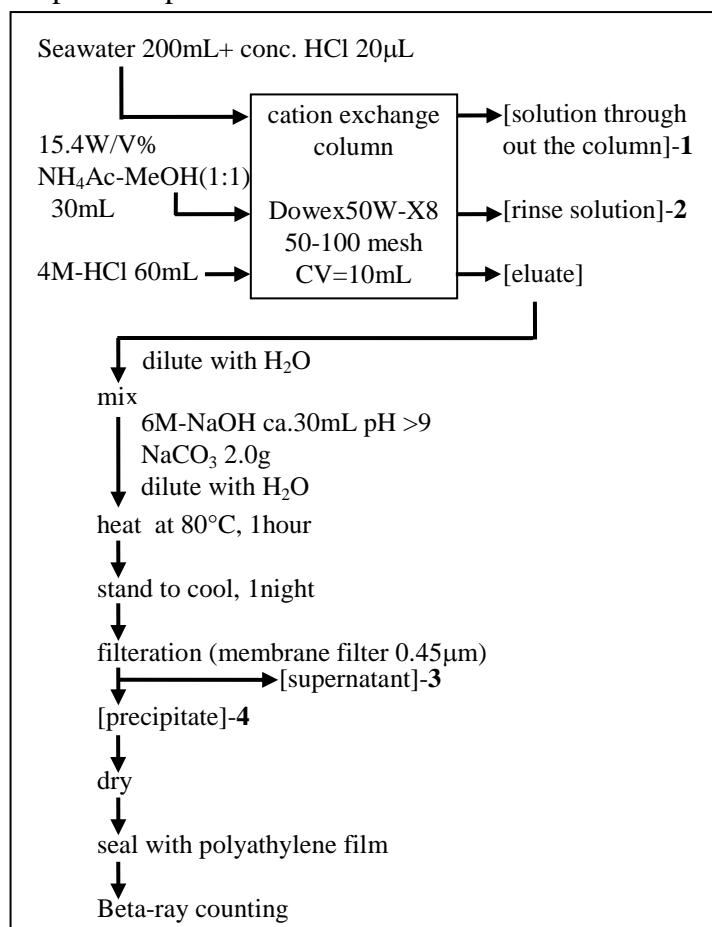 Seawater 200mL+ conc. HCl 20μL
cation exchange
column
[solution through
out the column]-1
15.4W/V%
NH₄Ac-MeOH(1:1)
30mL
Dowex50W-X8
50-100 mesh
CV=10mL
[rinse solution]-2
4M-HCl 60mL
[eluate]
dilute with H₂O
mix
6M-NaOH ca.30mL pH >9
NaCO₃ 2.0g
dilute with H₂O
heat at 80°C, 1hour
stand to cool, 1night
filteration (membrane filter 0.45μm)
[supernatant]-3
[precipitate]-4
dry
seal with polyathylene film
Beta-ray counting